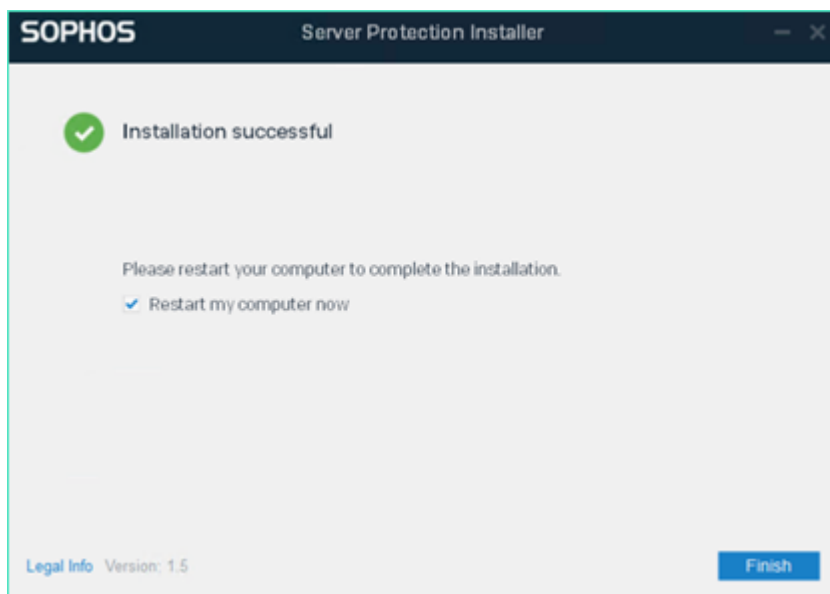 SOPHOS Server Protection Installer
Installation successful
Please restart your computer to complete the installation.
Restart my computer now
Legal Info Version: 1.5 Finish